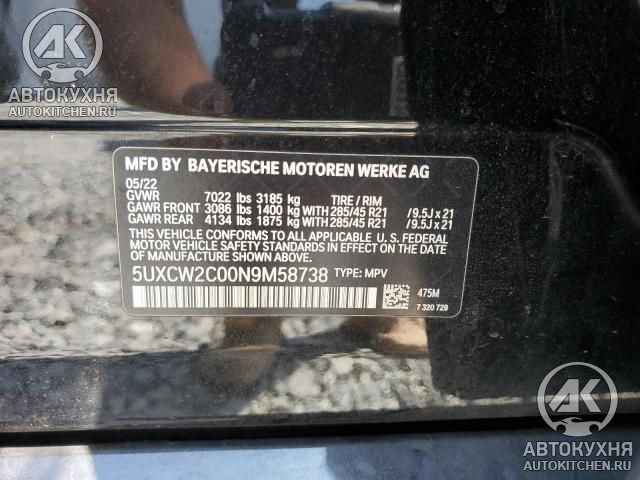 АК
АВТОКУХНЯ
AUTOKITCHEN.RU
MFD BY BAYERISCHE MOTOREN WERKE AG
05/22
GVWR 7022 lbs 3185 kg TIRE / RIM
GAWR FRONT 3086 lbs 1400 kg WITH 285/45 R21 /9.5J x 21
GAWR REAR 4134 lbs 1875 kg WITH 285/45 R21 /9.5J x 21
THIS VEHICLE CONFORMS TO ALL APPLICABLE U. S. FEDERAL
MOTOR VEHICLE SAFETY STANDARDS IN EFFECT ON THE DATE
OF MANUFACTURE SHOWN ABOVE.
5UXCW2C00N9M58738 TYPE: MPV
475M
7 320 729
АК
АВТОКУХНЯ
AUTOKITCHEN.RU